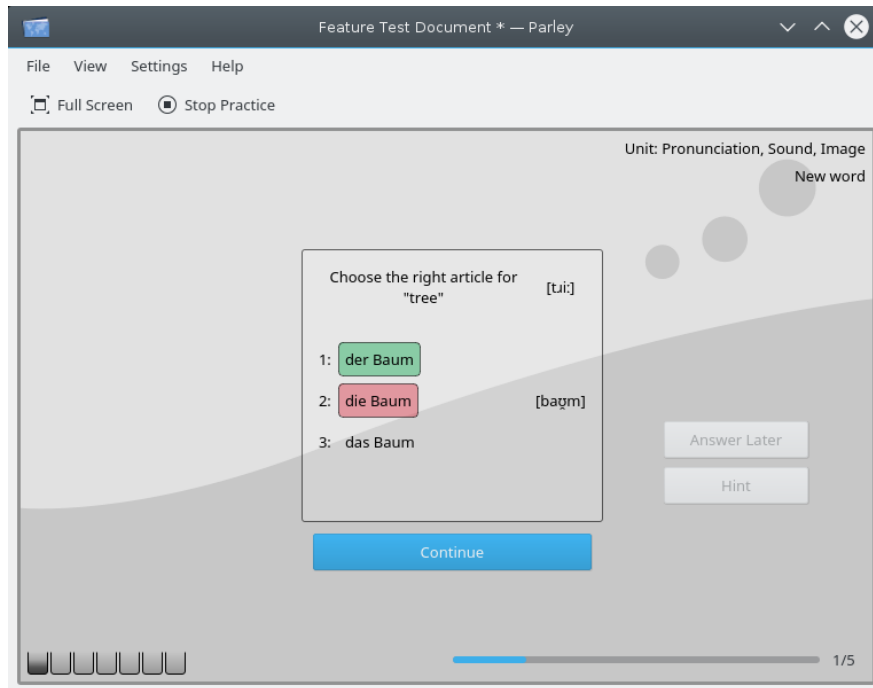 Feature Test Document * — Parley
File View Settings Help
Full Screen Stop Practice
Unit: Pronunciation, Sound, Image
New word
Choose the right article for
"tree"
[tɹiː]
1: der Baum
2: die Baum
[baʊ̯m]
3: das Baum
Answer Later
Hint
Continue
1/5